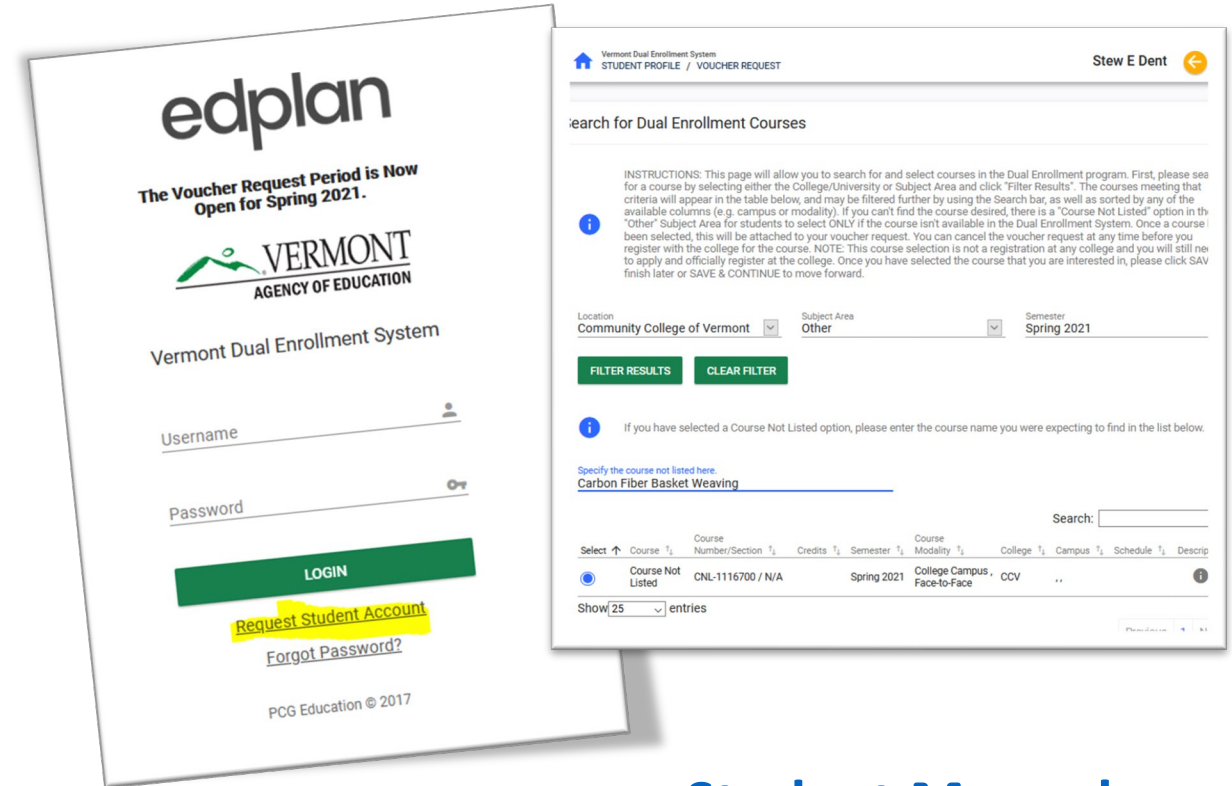 edplan
The Voucher Request Period is Now
Open for Spring 2021.
VERMONT
AGENCY OF EDUCATION
Vermont Dual Enrollment System
Username
Password
LOGIN
Request Student Account
Forgot Password?
PCG Education © 2017
Vermont Dual Enrollment System
STUDENT PROFILE / VOUCHER REQUEST
Stew E Dent
earch for Dual Enrollment Courses
INSTRUCTIONS: This page will allow you to search for and select courses in the Dual Enrollment program. First, please sea
for a course by selecting either the College/University or Subject Area and click "Filter Results". The courses meeting that
criteria will appear in the table below, and may be filtered further by using the Search bar, as well as sorted by any of the
available columns (e.g. campus or modality). If you can't find the course desired, there is a "Course Not Listed" option in the
"Other" Subject Area for students to select ONLY if the course isn't available in the Dual Enrollment System. Once a course
been selected, this will be attached to your voucher request. You can cancel the voucher request at any time before you
register with the college for the course. NOTE: This course selection is not a registration at any college and you will still nee
to apply and officially register at the college. Once you have selected the course that you are interested in, please click SAV
finish later or SAVE & CONTINUE to move forward.
Location
Community College of Vermont
Subject Area
Other
Semester
Spring 2021
FILTER RESULTS
CLEAR FILTER
If you have selected a Course Not Listed option, please enter the course name you were expecting to find in the list below.
Specify the course not listed here.
Carbon Fiber Basket Weaving
Search:
Select Course Course Number/Section Credits Semester Course Modality College Campus Schedule Descrip
Course Not Listed CNL-1116700 / N/A Spring 2021 College Campus , Face-to-Face CCV , ,
Show 25 entries
1